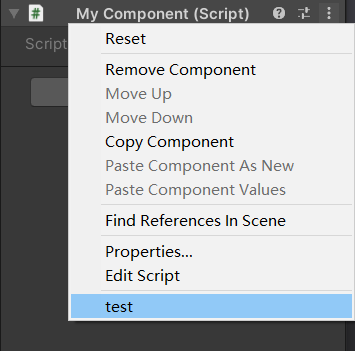 My Component (Script)
Script
Reset
Remove Component
Move Up
Move Down
Copy Component
Paste Component As New
Paste Component Values
Find References In Scene
Properties...
Edit Script
test